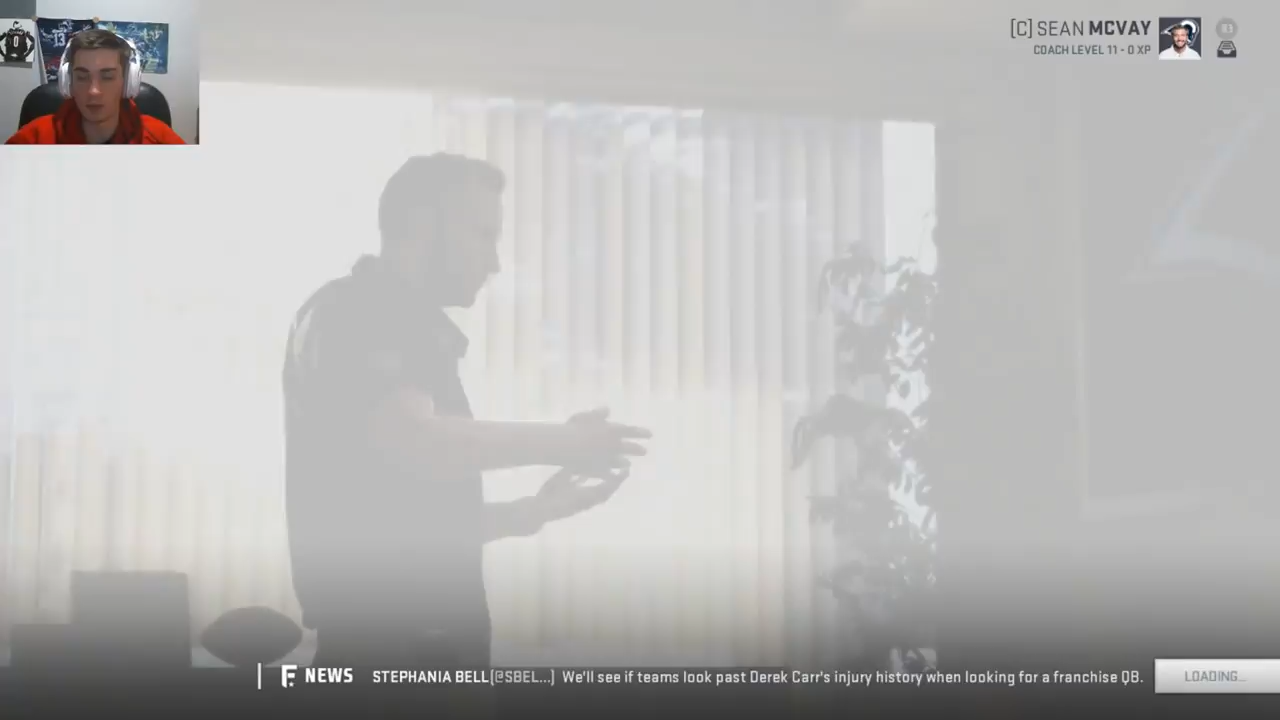 [C] SEAN MCVAY
COACH LEVEL 11 - 0 XP
13
NEWS STEPHANIA BELL[@SBEL...] We'll see if teams look past Derek Carr's injury history when looking for a franchise QB.
LOADING...